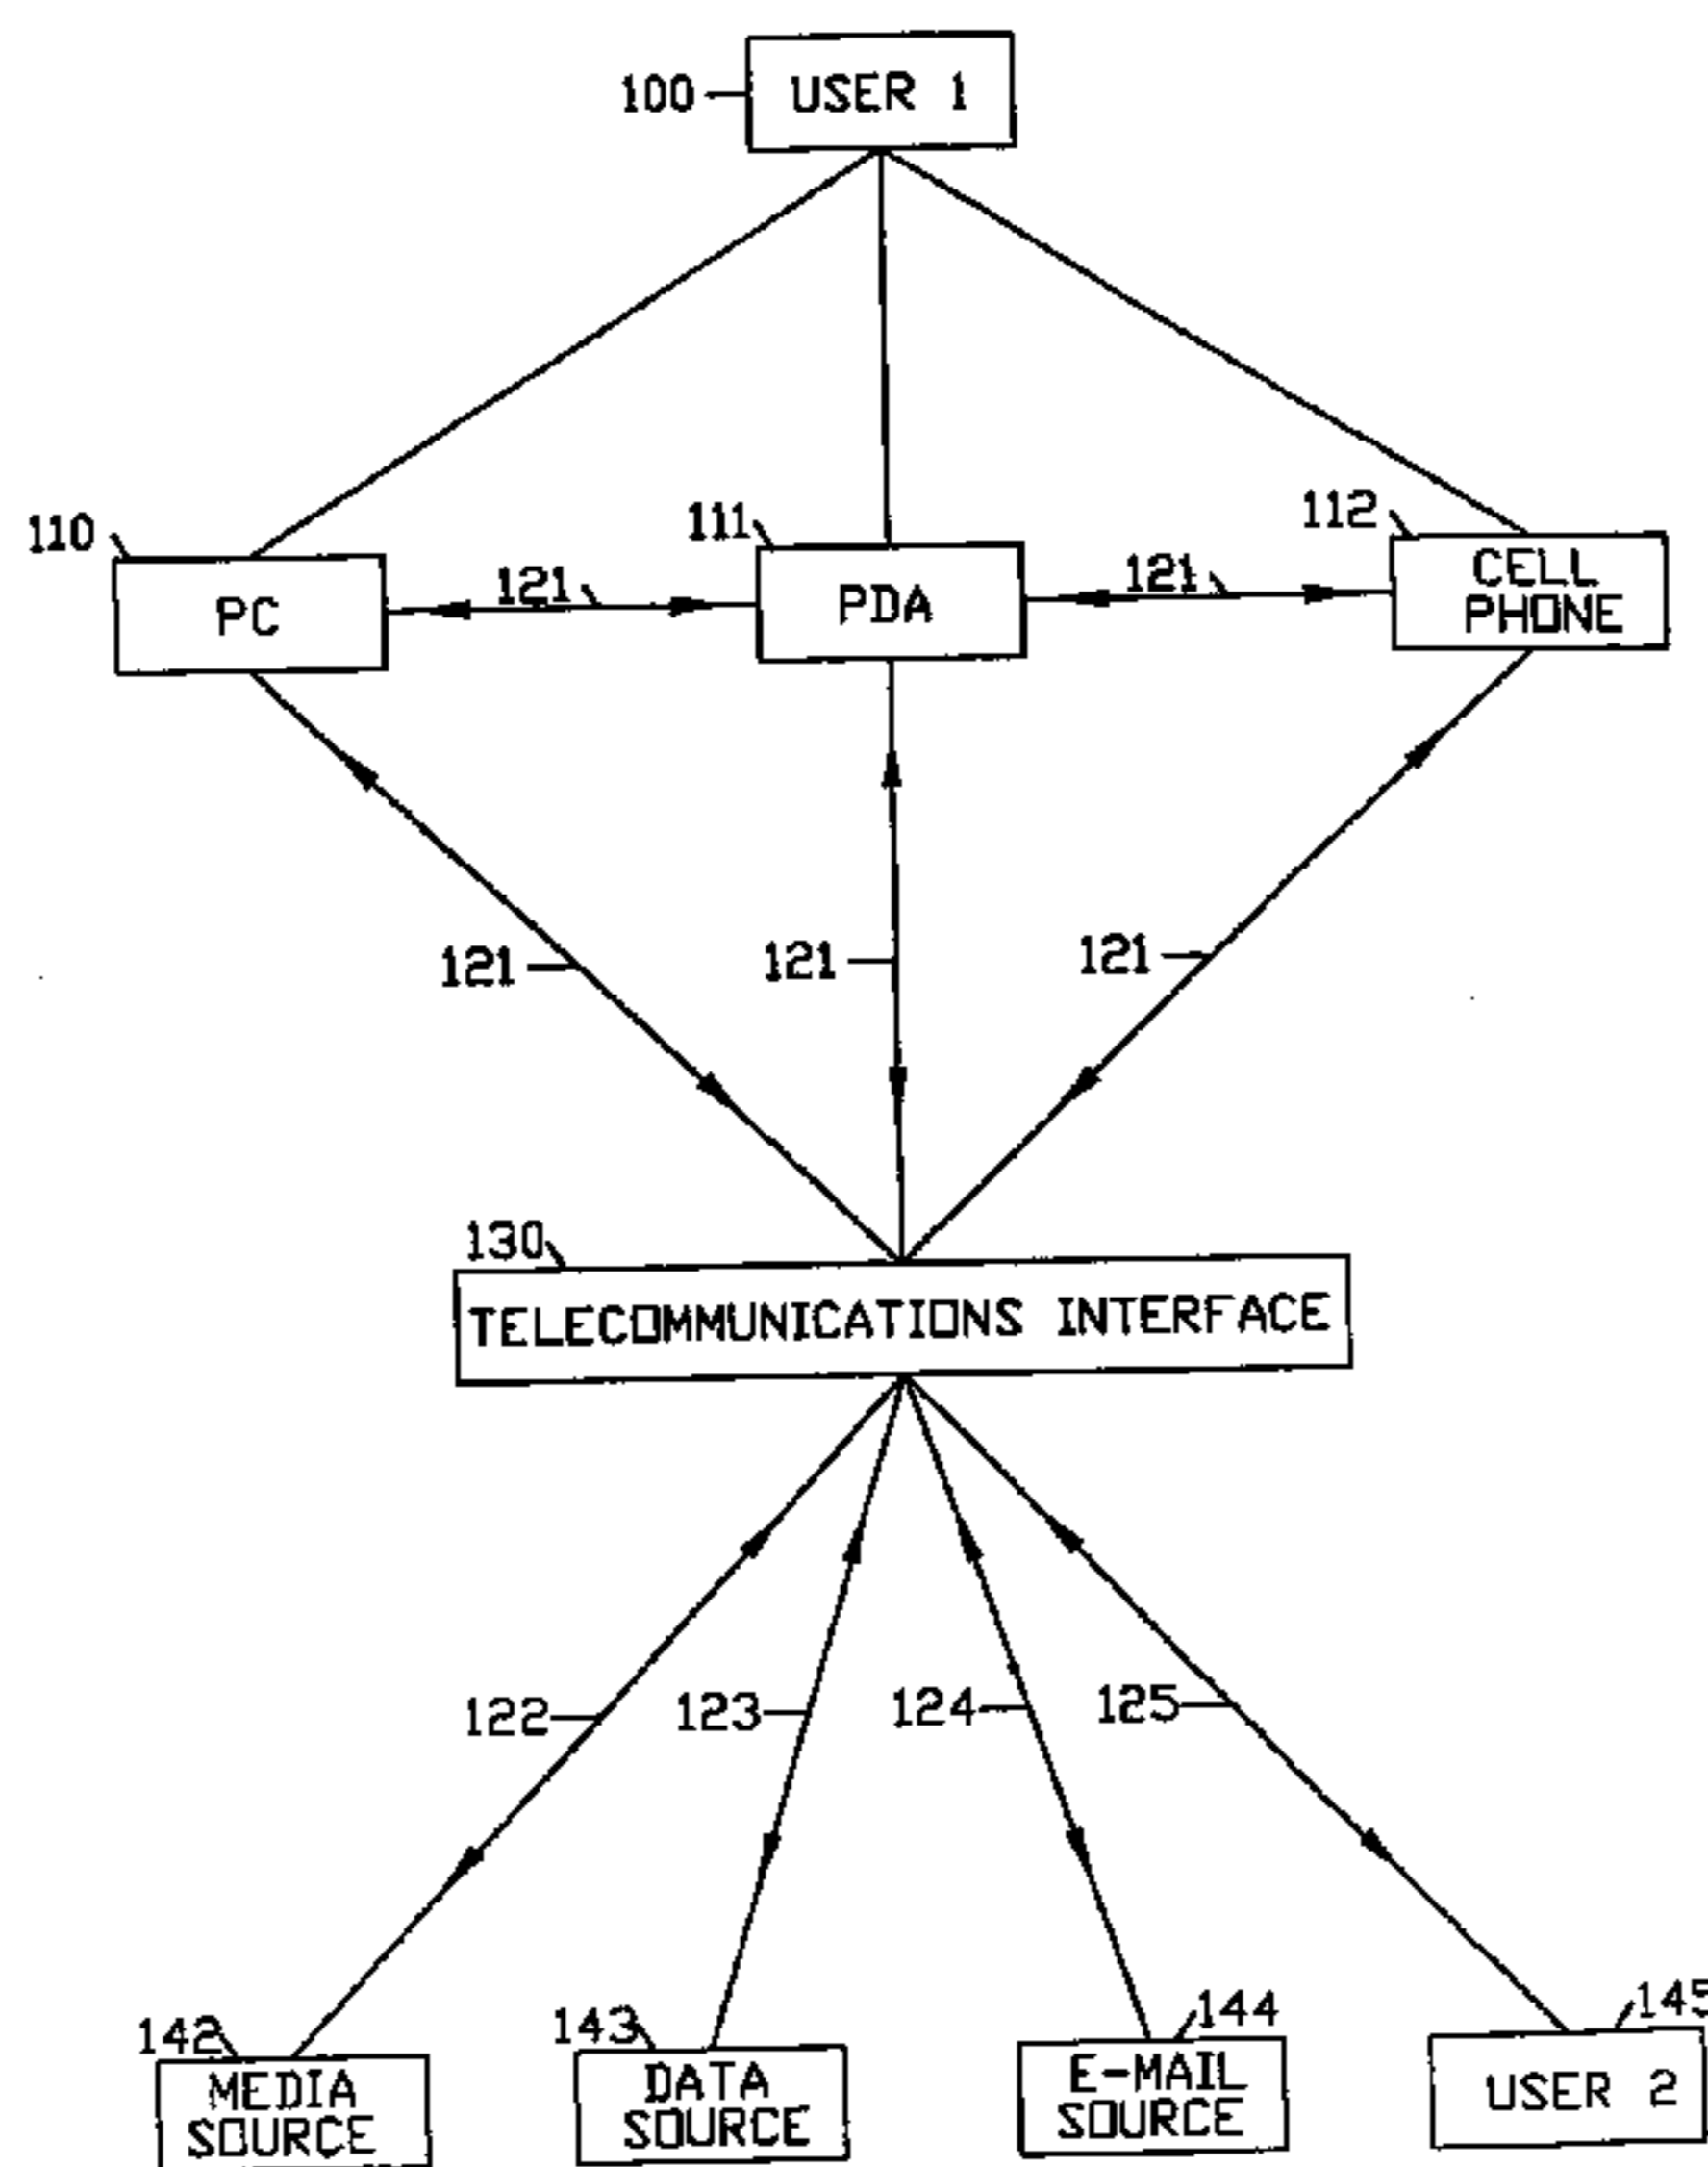 100 USER 1
110 111 112
PC 121 PDA 121 CELL
PHONE
121 121 121
130
TELECOMMUNICATIONS INTERFACE
122 123 124 125
142 143 144 145
MEDIA
SOURCE
DATA
SOURCE
E-MAIL
SOURCE
USER 2